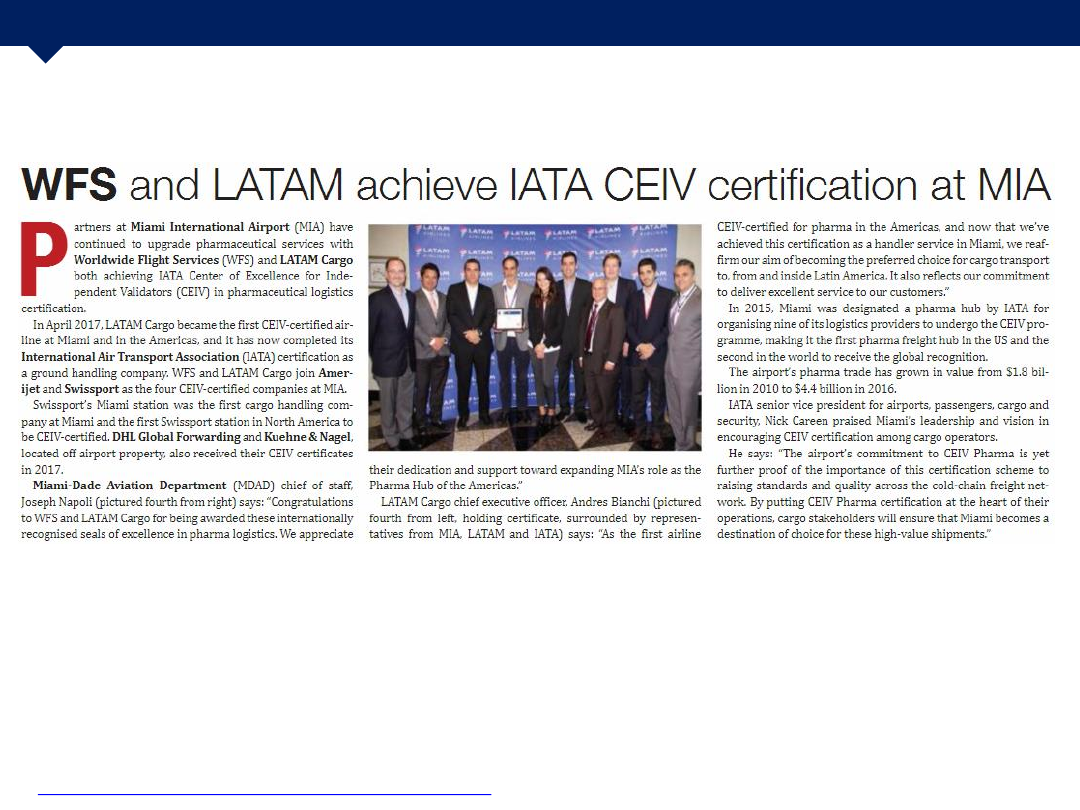 WFS and LATAM achieve IATA CEIV certification at MIA
Partners at Miami International Airport (MIA) have
continued to upgrade pharmaceutical services with
Worldwide Flight Services (WFS) and LATAM Cargo
both achieving IATA Center of Excellence for Inde-
pendent Validators (CEIV) in pharmaceutical logistics
certification.
In April 2017, LATAM Cargo became the first CEIV-certified air-
line at Miami and in the Americas, and it has now completed its
International Air Transport Association (IATA) certification as
a ground handling company. WFS and LATAM Cargo join Amer-
ijet and Swissport as the four CEIV-certified companies at MIA.
Swissport's Miami station was the first cargo handling com-
pany at Miami and the first Swissport station in North America to
be CEIV-certified. DHL Global Forwarding and Kuehne & Nagel,
located off airport property, also received their CEIV certificates
in 2017.
Miami-Dade Aviation Department (MDAD) chief of staff,
Joseph Napoli (pictured fourth from right) says: "Congratulations
to WFS and LATAM Cargo for being awarded these internationally
recognised seals of excellence in pharma logistics. We appreciate
LATAM AIRLINES
their dedication and support toward expanding MIA's role as the
Pharma Hub of the Americas."
LATAM Cargo chief executive officer, Andres Bianchi (pictured
fourth from left, holding certificate, surrounded by represen-
tatives from MIA, LATAM and IATA) says: "As the first airline
CEIV-certified for pharma in the Americas, and now that we've
achieved this certification as a handler service in Miami, we reaf-
firm our aim of becoming the preferred choice for cargo transport
to, from and inside Latin America. It also reflects our commitment
to deliver excellent service to our customers."
In 2015, Miami was designated a pharma hub by IATA for
organising nine of its logistics providers to undergo the CEIV pro-
gramme, making it the first pharma freight hub in the US and the
second in the world to receive the global recognition.
The airport's pharma trade has grown in value from $1.8 bil-
lion in 2010 to $4.4 billion in 2016.
IATA senior vice president for airports, passengers, cargo and
security, Nick Careen praised Miami's leadership and vision in
encouraging CEIV certification among cargo operators.
He says: "The airport's commitment to CEIV Pharma is yet
further proof of the importance of this certification scheme to
raising standards and quality across the cold-chain freight net-
work. By putting CEIV Pharma certification at the heart of their
operations, cargo stakeholders will ensure that Miami becomes a
destination of choice for these high-value shipments."